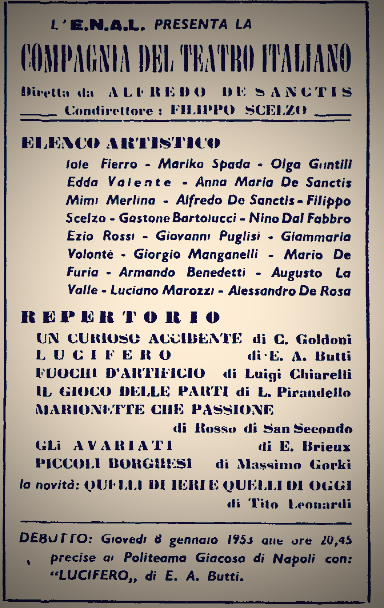 L' E.N.A.L. PRESENTA LA
COMPAGNIA DEL TEATRO ITALIANO
Diretta da ALFREDO DE SANCTIS
Condirettore: FILIPPO SCELZO
ELENCO ARTISTICO
Iole Fierro - Marika Spada - Olga Gentili
Edda Valente - Anna Maria De Sanctis
Mimi Merlina - Alfredo De Sanctis - Filippo
Scelzo - Gastone Bartolucci - Nino Dal Fabbro
Ezio Rossi - Giovanni Puglisi - Giammaria
Volontè - Giorgio Manganelli - Mario De
Furia - Armando Benedetti - Augusto La
Valle - Luciano Marozzi - Alessandro De Rosa
REPERTORIO
UN CURIOSO ACCIDENTE di C. Goldoni
LUCIFERO di E. A. Butti
FUOCHI D'ARTIFICIO di Luigi Chiarelli
IL GIOCO DELLE PARTI di L. Pirandello
MARIONETTE CHE PASSIONE
di Rosso di San Secondo
GLI AVARIATI di E. Brieux
PICCOLI BORGHESI di Massimo Gorki
la novità: QUELLI DI IERI E QUELLI DI OGGI
di Tito Leonardi
DEBUTTO: Giovedì 8 gennaio 1953 alle ore 20,45
precise al Politeama Giacosa di Napoli con:
"LUCIFERO,, di E. A. Butti.